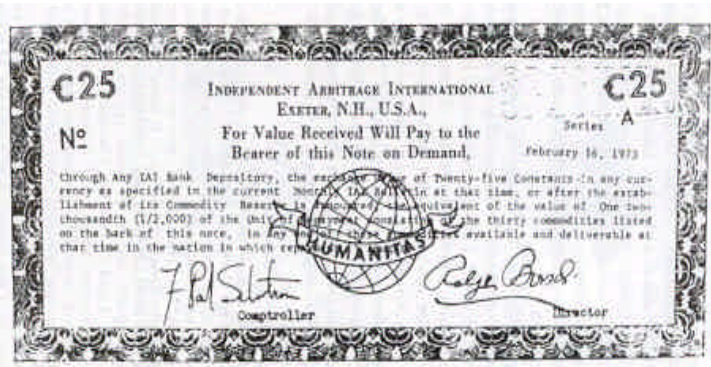 ₵25
INDEPENDENT ARBITRAGE INTERNATIONAL
EXETER, N.H., U.S.A.,
₵25
Nº
For Value Received Will Pay to the
Bearer of this Note on Demand,
Series A
February 16, 1973
through Any IAI Bank Depository, the exchange of Twenty-five Constants in any cur-
rency as specified in the current Monthly IAI Bulletin at that time, or after the estab-
lishment of its Commodity Reserve is equivalent of the value of One two-
thousandth (1/2,000) of the Unit of the thirty commodities listed
on the back of this note, in any available and deliverable at
that time in the nation in which
HUMANITAS
Comptroller
Director